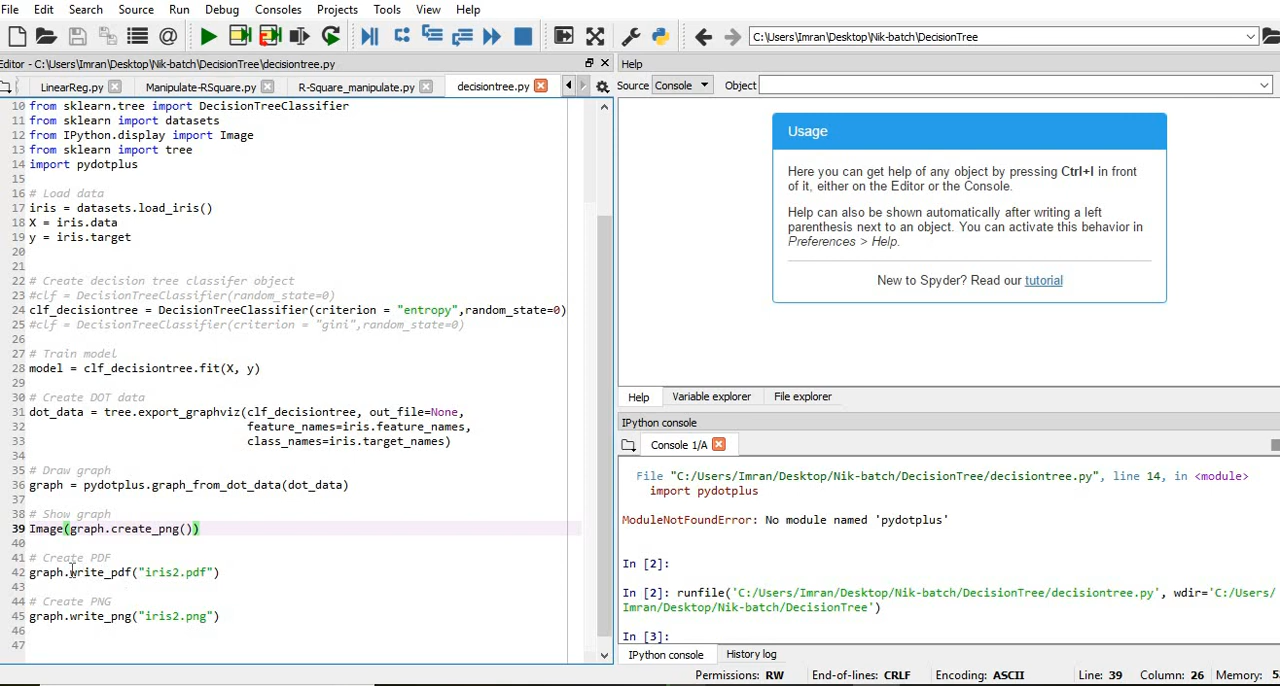 File Edit Search Source Run Debug Consoles Projects Tools View Help
C:\Users\Imran\Desktop\Nik-batch\DecisionTree
Editor - C:\Users\Imran\Desktop\Nik-batch\DecisionTree\decisiontree.py
LinearReg.py Manipulate-RSquare.py R-Square_manipulate.py decisiontree.py
10 from sklearn.tree import DecisionTreeClassifier
11 from sklearn import datasets
12 from IPython.display import Image
13 from sklearn import tree
14 import pydotplus
15
16 # Load data
17 iris = datasets.load_iris()
18 X = iris.data
19 y = iris.target
20
21
22 # Create decision tree classifer object
23 #clf = DecisionTreeClassifier(random_state=0)
24 clf_decisiontree = DecisionTreeClassifier(criterion = "entropy",random_state=0)
25 #clf = DecisionTreeClassifier(criterion = "gini",random_state=0)
26
27 # Train model
28 model = clf_decisiontree.fit(X, y)
29
30 # Create DOT data
31 dot_data = tree.export_graphviz(clf_decisiontree, out_file=None,
32 feature_names=iris.feature_names,
33 class_names=iris.target_names)
34
35 # Draw graph
36 graph = pydotplus.graph_from_dot_data(dot_data)
37
38 # Show graph
39 Image(graph.create_png())
40
41 # Create PDF
42 graph.write_pdf("iris2.pdf")
43
44 # Create PNG
45 graph.write_png("iris2.png")
46
47
Help
Source Console Object
Usage
Here you can get help of any object by pressing Ctrl+I in front
of it, either on the Editor or the Console.
Help can also be shown automatically after writing a left
parenthesis next to an object. You can activate this behavior in
Preferences > Help.
New to Spyder? Read our tutorial
Help Variable explorer File explorer
IPython console
Console 1/A
File "C:/Users/Imran/Desktop/Nik-batch/DecisionTree/decisiontree.py", line 14, in <module>
import pydotplus
ModuleNotFoundError: No module named 'pydotplus'
In [2]:
In [2]: runfile('C:/Users/Imran/Desktop/Nik-batch/DecisionTree/decisiontree.py', wdir='C:/Users/
Imran/Desktop/Nik-batch/DecisionTree')
In [3]:
IPython console History log
Permissions: RW End-of-lines: CRLF Encoding: ASCII Line: 39 Column: 26 Memory: